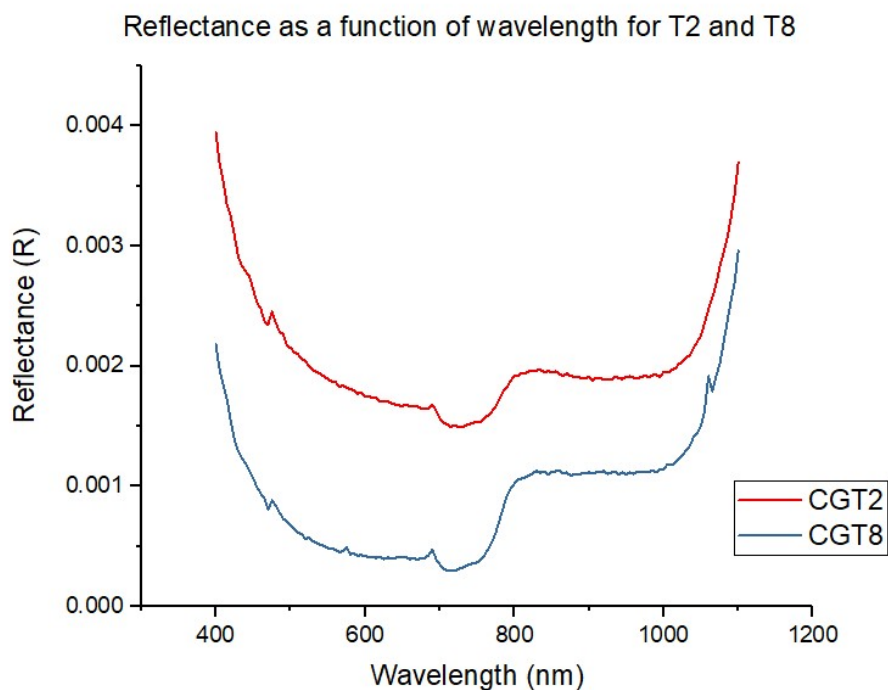 Reflectance as a function of wavelength for T2 and T8
0.004
0.003
0.002
0.001
0.000
Reflectance (R)
CGT2
CGT8
400 600 800 1000 1200
Wavelength (nm)